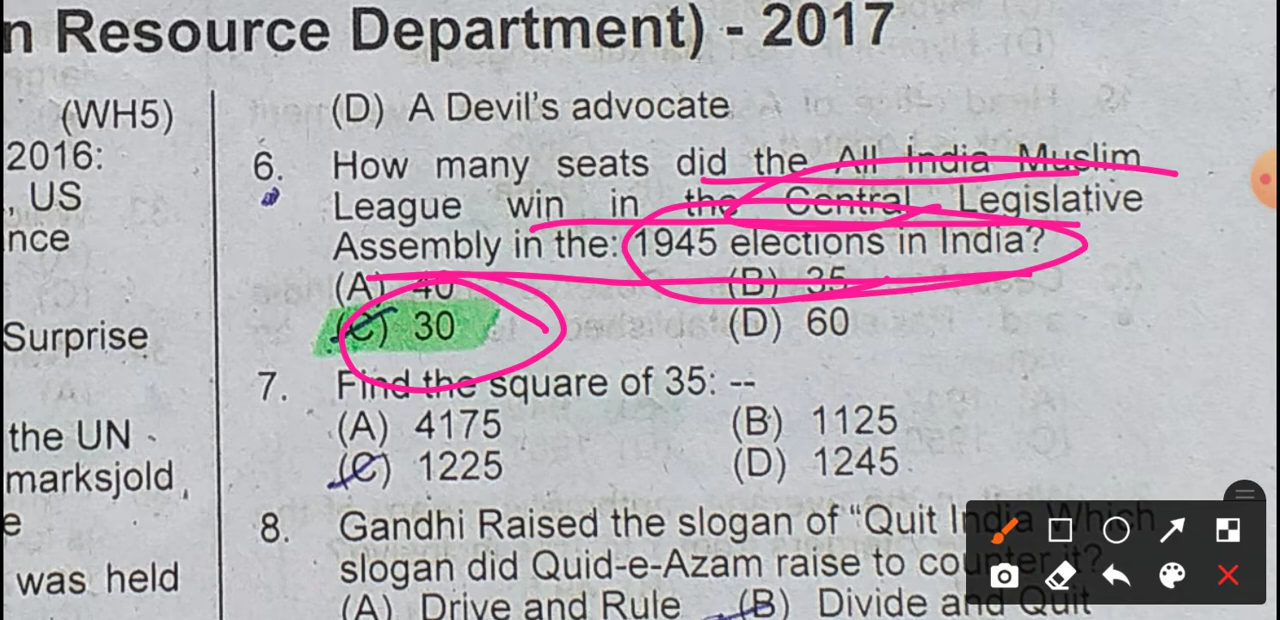 n Resource Department) - 2017
(WH5)
2016:
, US
nce
Surprise
the UN
marksjold
e
was held
(D) A Devil's advocate
6. How many seats did the All India Muslim
League win in the Central Legislative
Assembly in the: 1945 elections in India?
(A) 40 (B) 35
(C) 30 (D) 60
7. Find the square of 35: --
(A) 4175 (B) 1125
(C) 1225 (D) 1245
8. Gandhi Raised the slogan of "Quit India Which
slogan did Quid-e-Azam raise to counter it?
(A) Drive and Rule (B) Divide and Quit